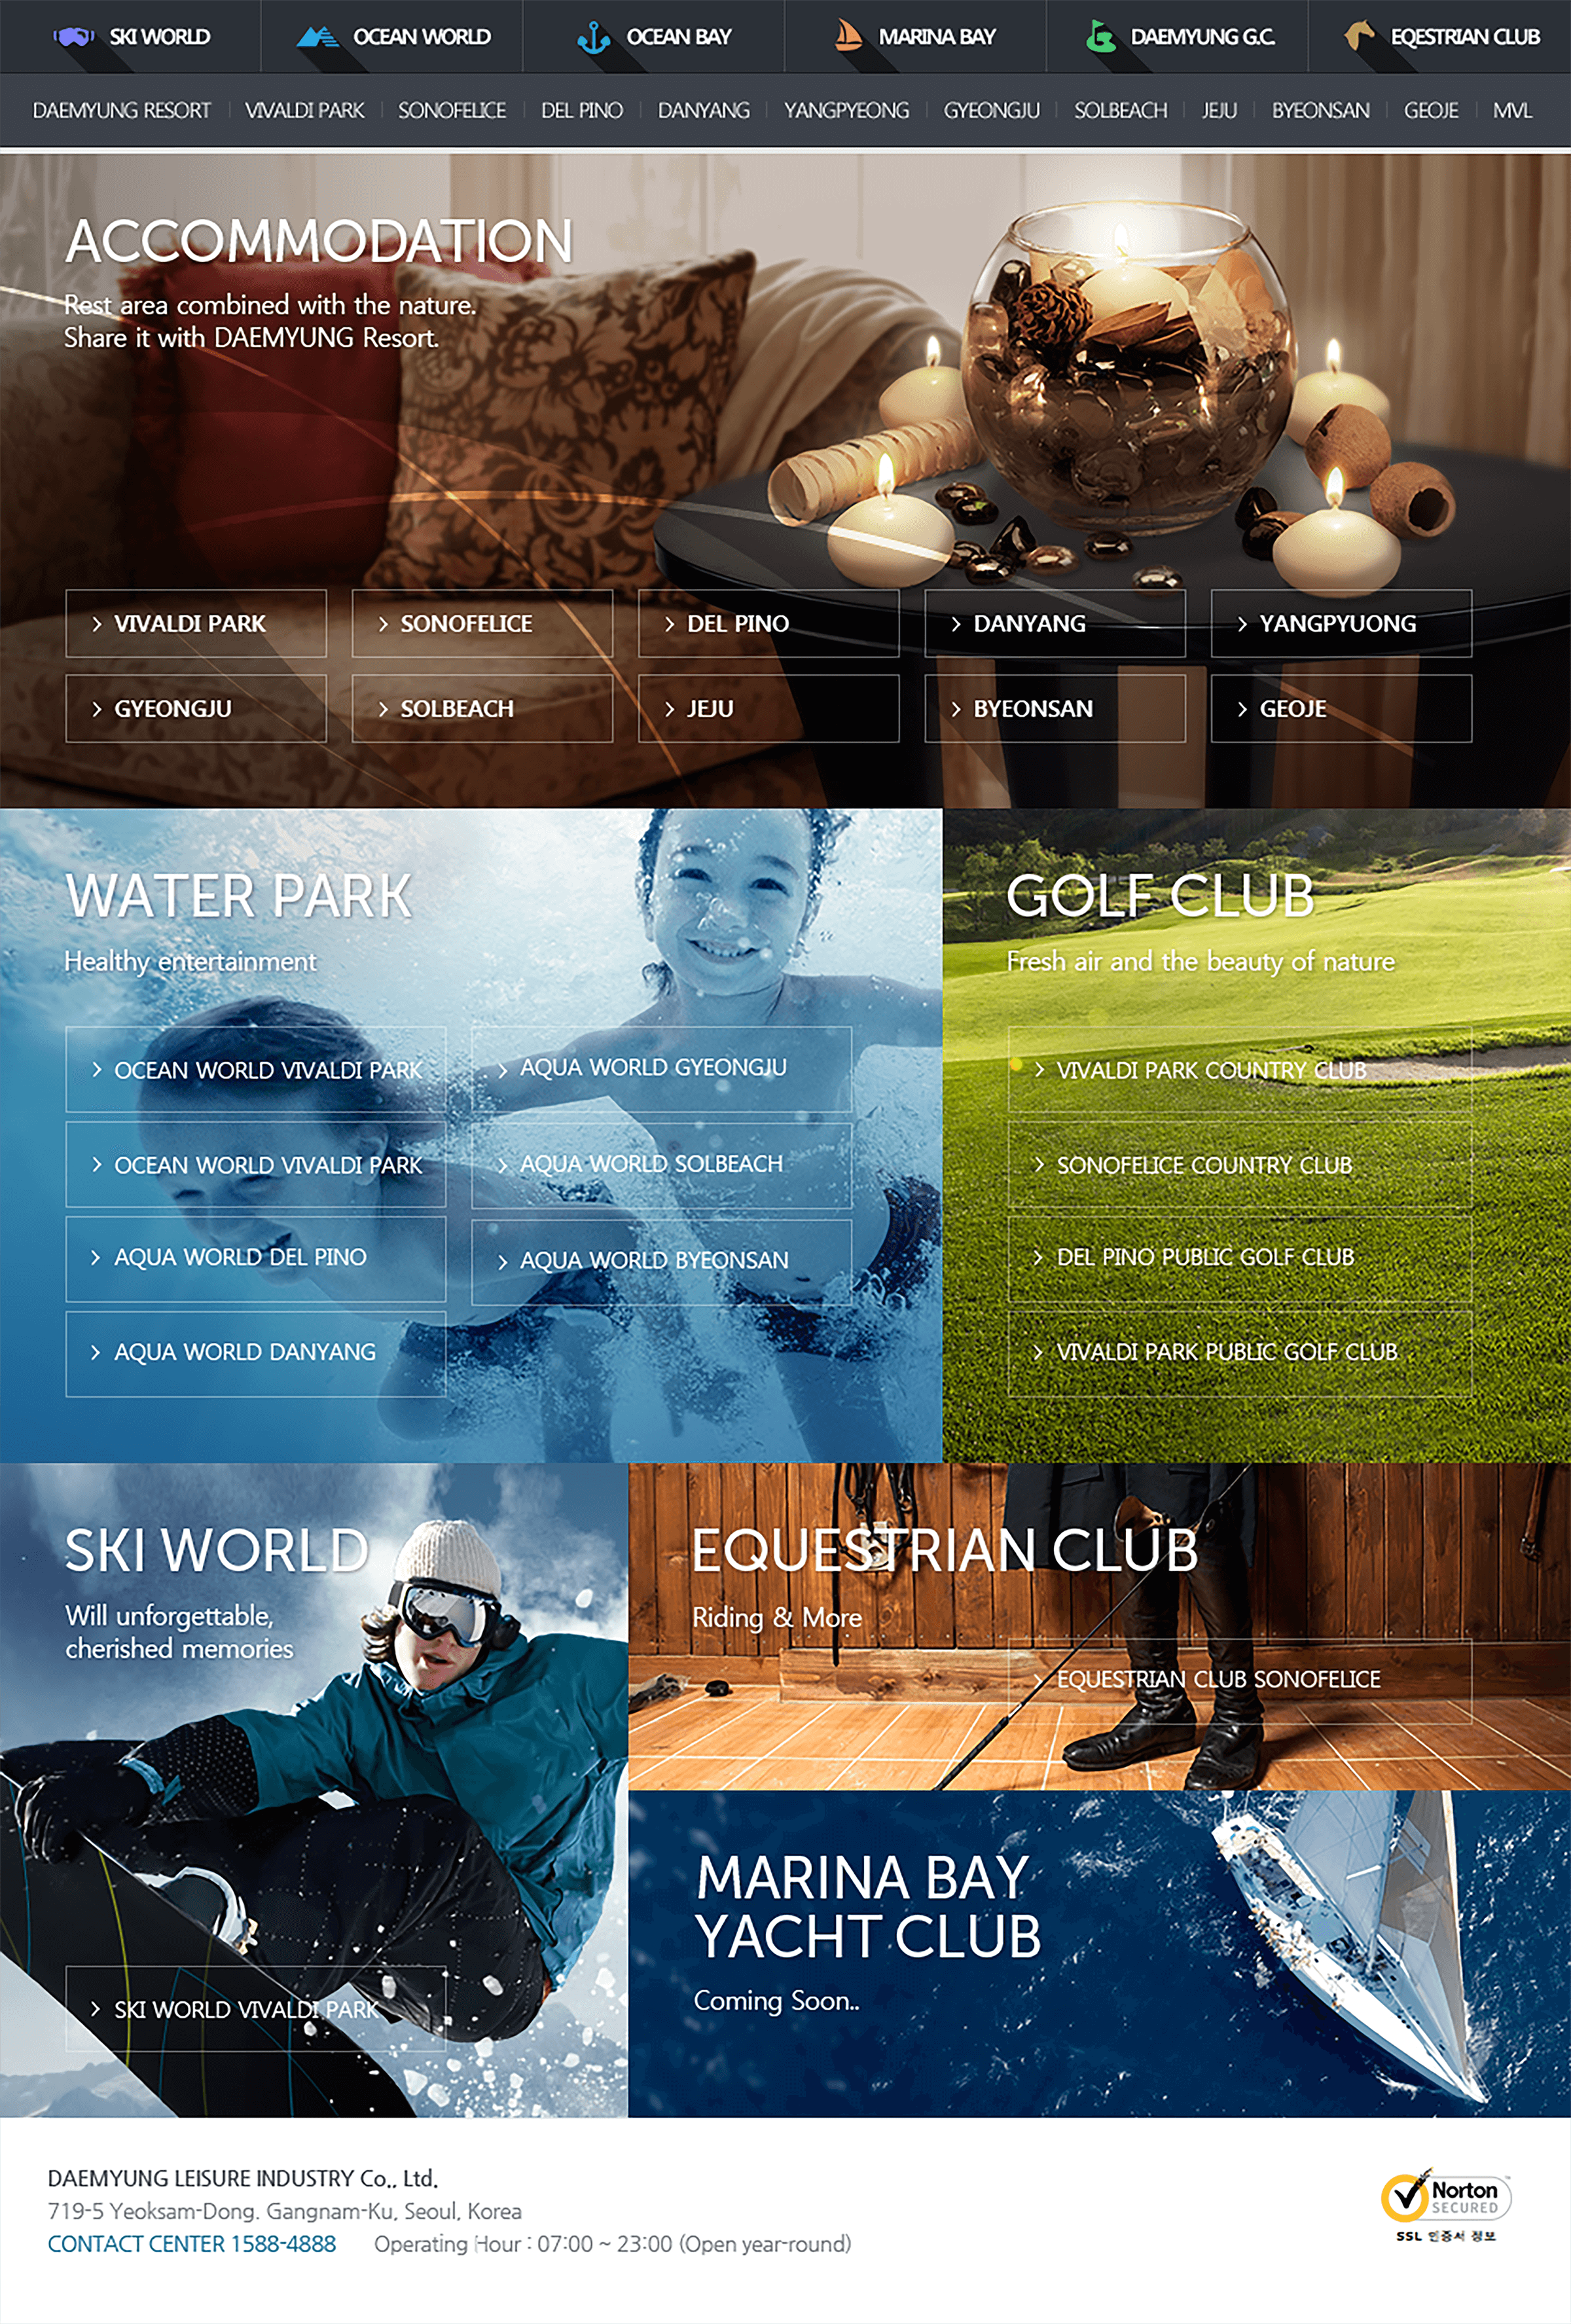 SKI WORLD
OCEAN WORLD
OCEAN BAY
MARINA BAY
DAEMYUNG G.C.
EQESTRIAN CLUB
DAEMYUNG RESORT
VIVALDI PARK
SONOFELICE
DEL PINO
DANYANG
YANGPYEONG
GYEONGJU
SOLBEACH
JEJU
BYEONSAN
GEOJE
MVL
ACCOMMODATION
Rest area combined with the nature.
Share it with DAEMYUNG Resort.
VIVALDI PARK
SONOFELICE
DEL PINO
DANYANG
YANGPYUONG
GYEONGJU
SOLBEACH
JEJU
BYEONSAN
GEOJE
WATER PARK
Healthy entertainment
OCEAN WORLD VIVALDI PARK
AQUA WORLD GYEONGJU
OCEAN WORLD VIVALDI PARK
AQUA WORLD SOLBEACH
AQUA WORLD DEL PINO
AQUA WORLD BYEONSAN
AQUA WORLD DANYANG
GOLF CLUB
Fresh air and the beauty of nature
VIVALDI PARK COUNTRY CLUB
SONOFELICE COUNTRY CLUB
DEL PINO PUBLIC GOLF CLUB
VIVALDI PARK PUBLIC GOLF CLUB
SKI WORLD
Will unforgettable,
cherished memories
SKI WORLD VIVALDI PARK
EQUESTRIAN CLUB
Riding & More
EQUESTRIAN CLUB SONOFELICE
MARINA BAY
YACHT CLUB
Coming Soon..
DAEMYUNG LEISURE INDUSTRY Co., Ltd.
719-5 Yeoksam-Dong. Gangnam-Ku, Seoul, Korea
CONTACT CENTER 1588-4888 Operating Hour : 07:00 ~ 23:00 (Open year-round)
Norton
SECURED
SSL 인증서 정보